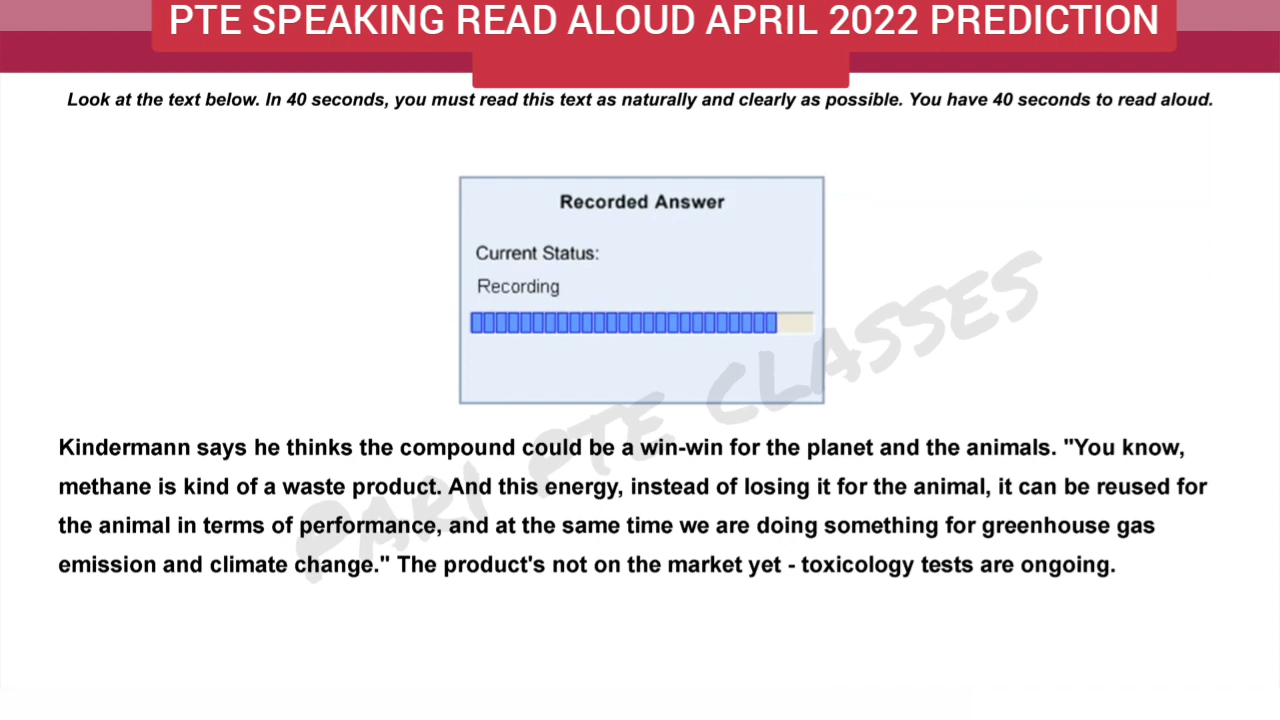 PTE SPEAKING READ ALOUD APRIL 2022 PREDICTION
Look at the text below. In 40 seconds, you must read this text as naturally and clearly as possible. You have 40 seconds to read aloud.
Recorded Answer
Current Status:
Recording
PARI PTE CLASSES
Kindermann says he thinks the compound could be a win-win for the planet and the animals. "You know,
methane is kind of a waste product. And this energy, instead of losing it for the animal, it can be reused for
the animal in terms of performance, and at the same time we are doing something for greenhouse gas
emission and climate change." The product's not on the market yet - toxicology tests are ongoing.